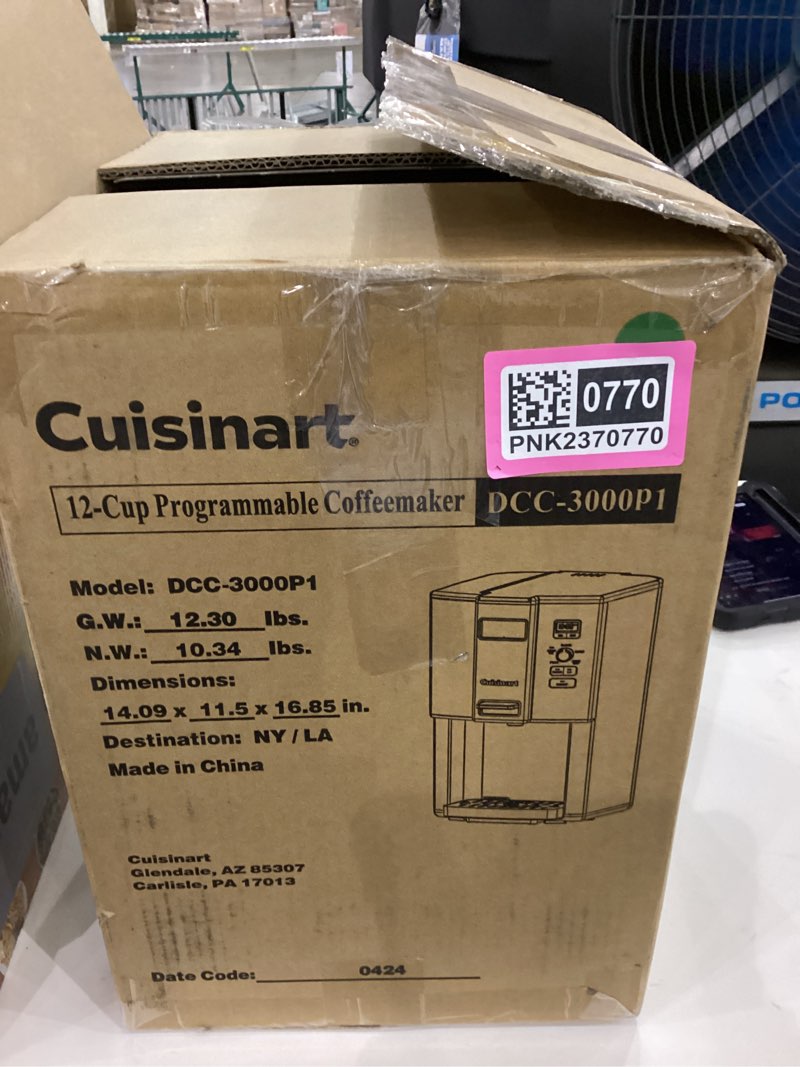 Cuisinart®
0770
PNK2370770
12-Cup Programmable Coffeemaker DCC-3000P1
Model: DCC-3000P1
G.W.: 12.30 lbs.
N.W.: 10.34 lbs.
Dimensions:
14.09 x 11.5 x 16.85 in.
Destination: NY / LA
Made in China
Cuisinart
Cuisinart
Glendale, AZ 85307
Carlisle, PA 17013
Date Code: 0424
PO